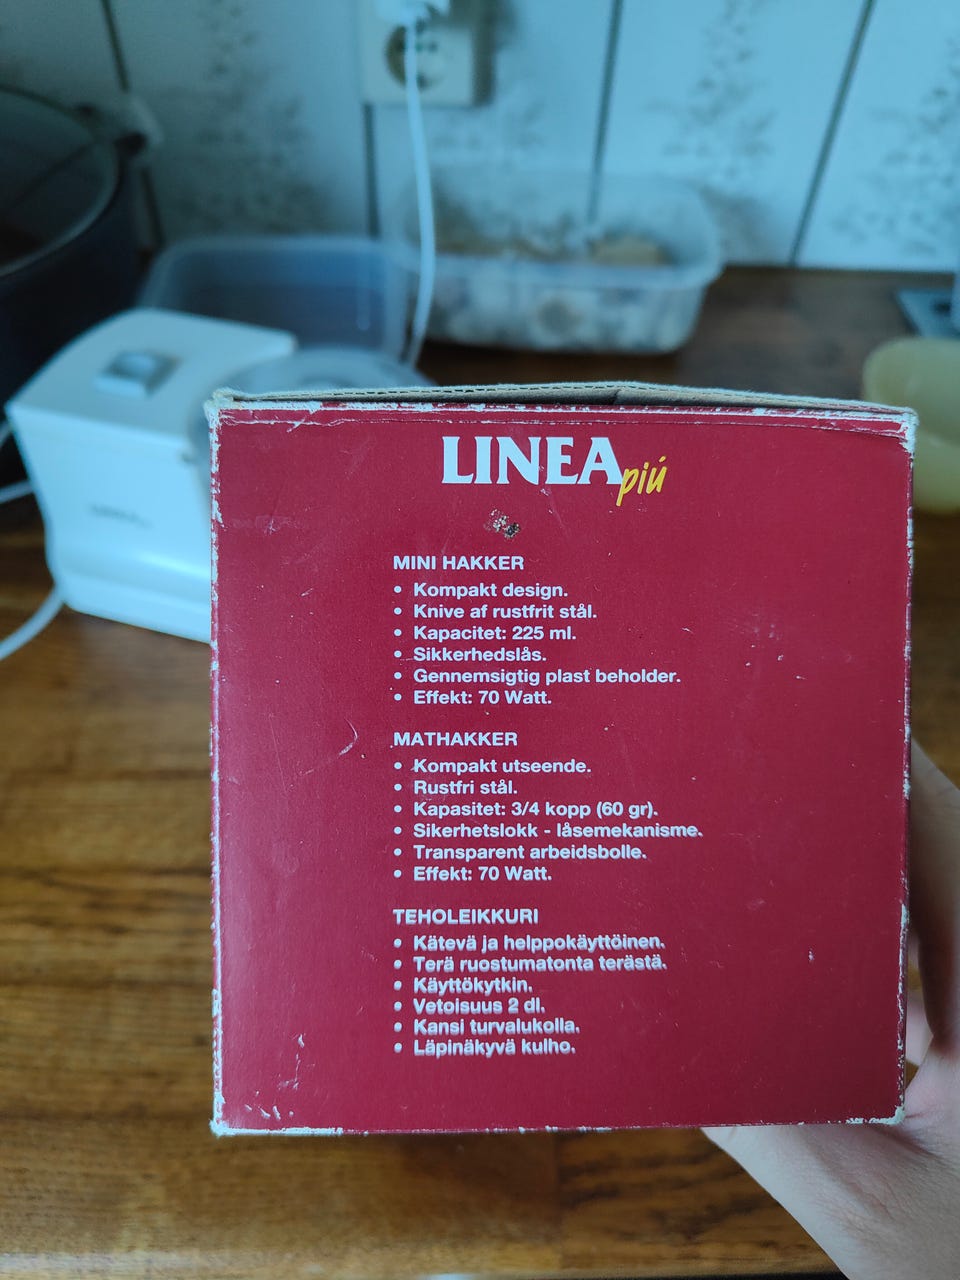 LINEA
più
MINI HAKKER
• Kompakt design.
• Knive af rustfrit stål.
• Kapacitet: 225 ml.
• Sikkerhedslås.
• Gennemsigtig plast beholder.
• Effekt: 70 Watt.
MATHAKKER
• Kompakt utseende.
• Rustfri stål.
• Kapasitet: 3/4 kopp (60 gr).
• Sikerhetslokk - låsemekanisme.
• Transparent arbeidsbolle.
• Effekt: 70 Watt.
TEHOLEIKKURI
• Kätevä ja helppokäyttöinen.
• Terä ruostumatonta terästä.
• Käyttökytkin.
• Vetoisuus 2 dl.
• Kansi turvalukolla.
• Läpinäkyvä kulho.